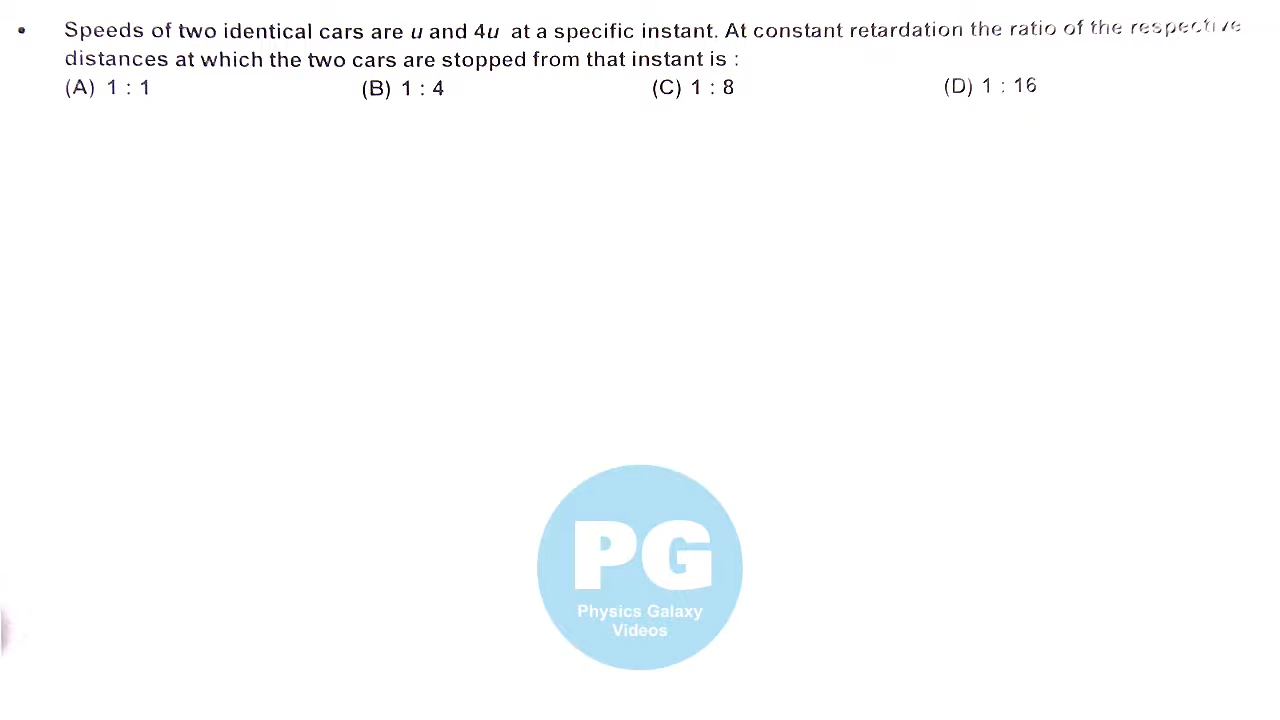 • Speeds of two identical cars are u and 4u at a specific instant. At constant retardation the ratio of the respective
distances at which the two cars are stopped from that instant is :
(A) 1 : 1 (B) 1 : 4 (C) 1 : 8 (D) 1 : 16
PG
Physics Galaxy
Videos